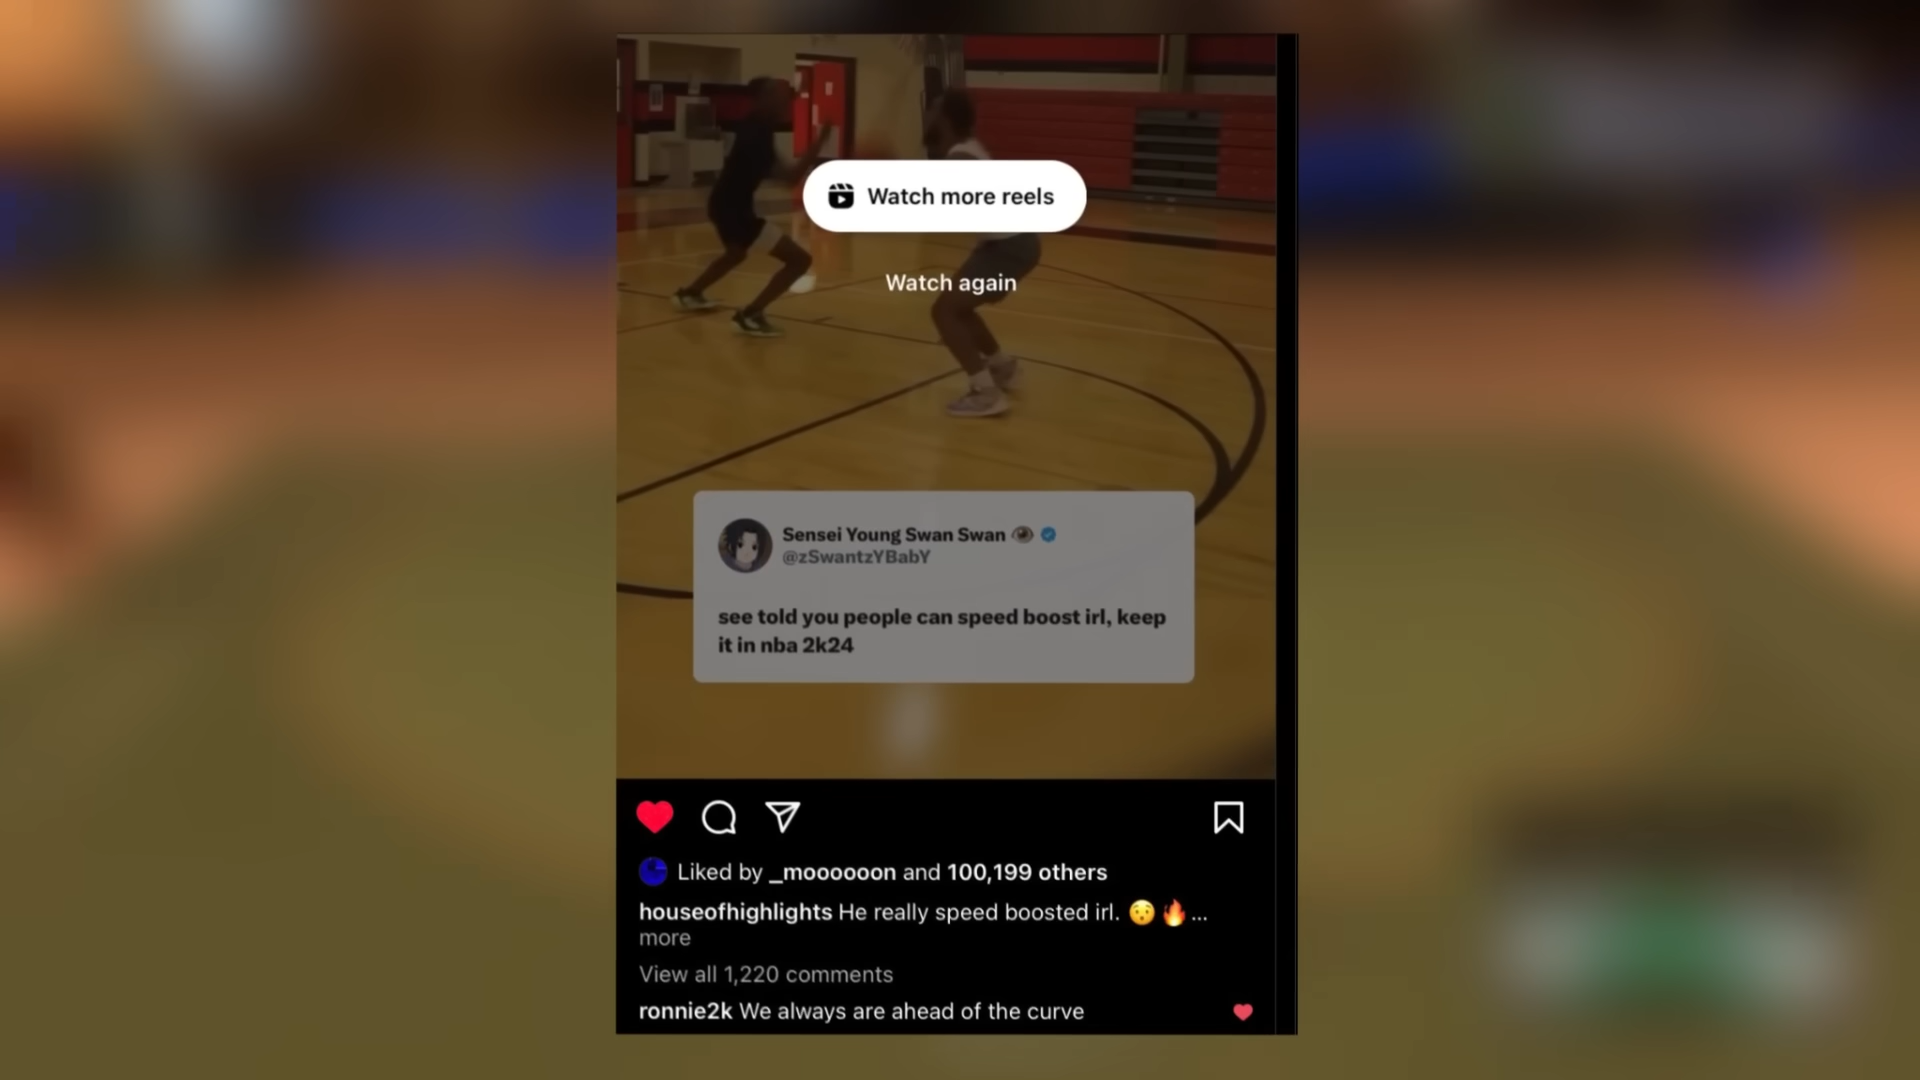 Watch more reels
Watch again
Sensei Young Swan Swan 👁️
@zSwantzYBabY
see told you people can speed boost irl, keep
it in nba 2k24
Liked by _moooooon and 100,199 others
houseofhighlights He really speed boosted irl. 😯🔥...
more
View all 1,220 comments
ronnie2k We always are ahead of the curve